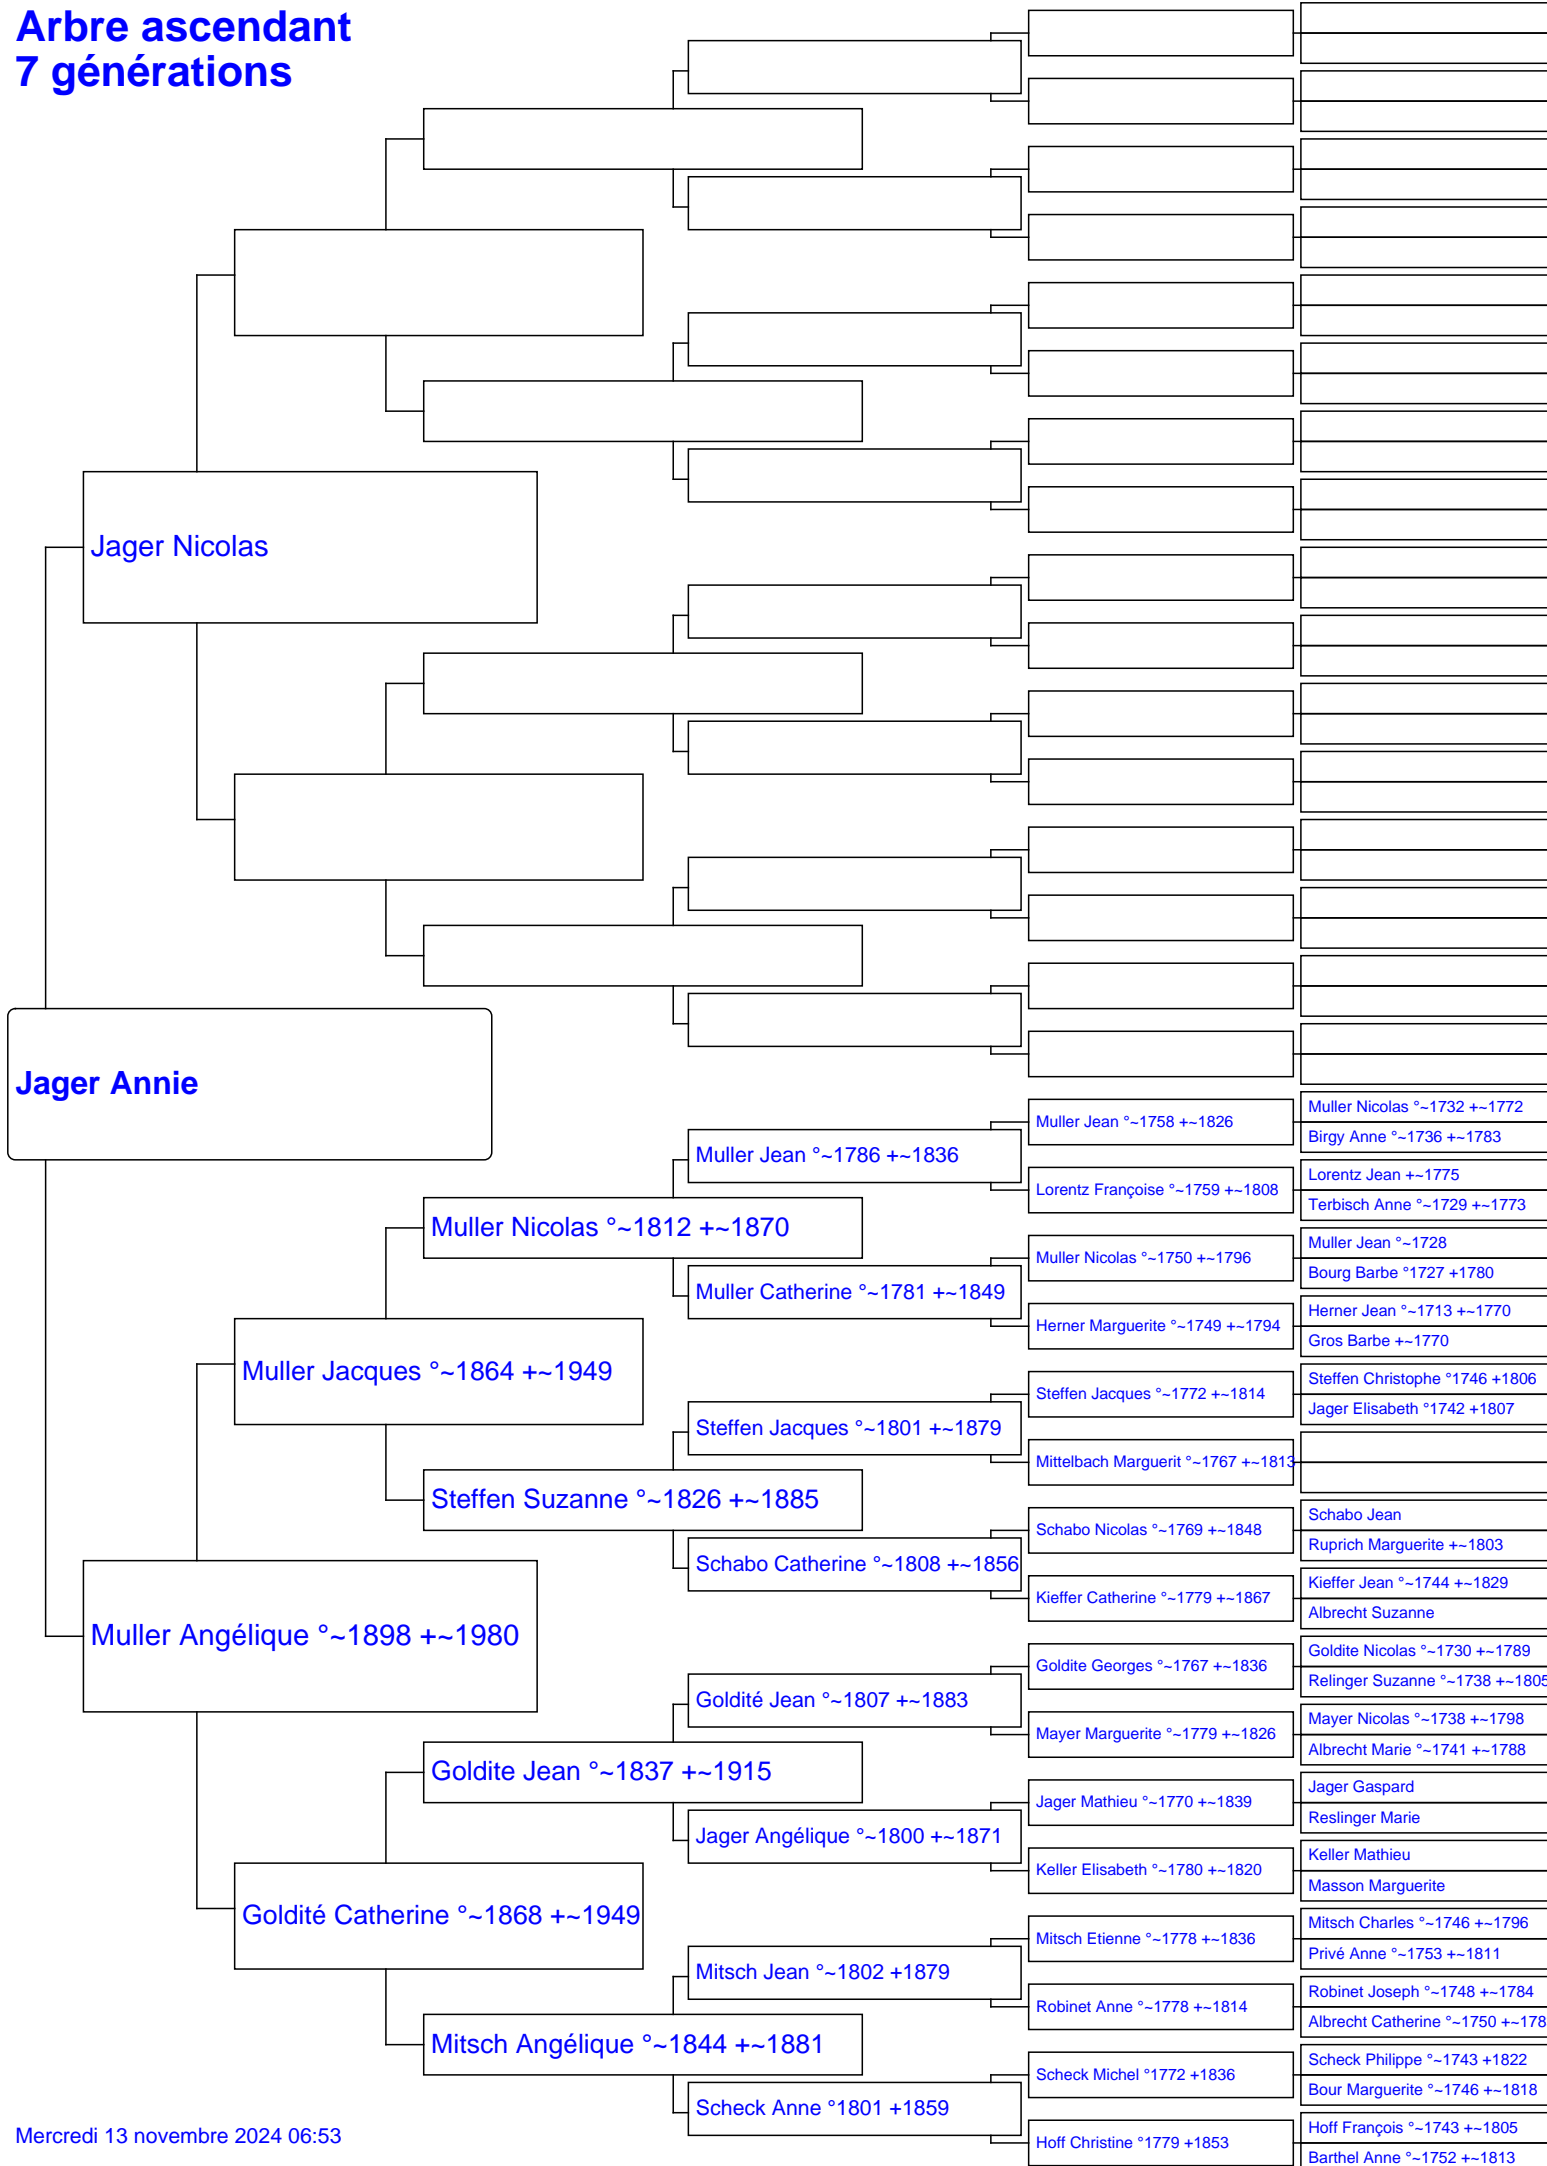 Arbre ascendant
7 générations
Jager Nicolas
Jager Annie
Muller Angélique °~1898 +~1980
Muller Jacques °~1864 +~1949
Goldité Catherine °~1868 +~1949
Muller Nicolas °~1812 +~1870
Steffen Suzanne °~1826 +~1885
Goldite Jean °~1837 +~1915
Mitsch Angélique °~1844 +~1881
Muller Jean °~1786 +~1836
Muller Catherine °~1781 +~1849
Steffen Jacques °~1801 +~1879
Schabo Catherine °~1808 +~1856
Goldité Jean °~1807 +~1883
Jager Angélique °~1800 +~1871
Mitsch Jean °~1802 +1879
Scheck Anne °1801 +1859
Muller Jean °~1758 +~1826
Lorentz Françoise °~1759 +~1808
Muller Nicolas °~1750 +~1796
Herner Marguerite °~1749 +~1794
Steffen Jacques °~1772 +~1814
Mittelbach Marguerit °~1767 +~1813
Schabo Nicolas °~1769 +~1848
Kieffer Catherine °~1779 +~1867
Goldite Georges °~1767 +~1836
Mayer Marguerite °~1779 +~1826
Jager Mathieu °~1770 +~1839
Keller Elisabeth °~1780 +~1820
Mitsch Etienne °~1778 +~1836
Robinet Anne °~1778 +~1814
Scheck Michel °1772 +1836
Hoff Christine °1779 +1853
Muller Nicolas °~1732 +~1772
Birgy Anne °~1736 +~1783
Lorentz Jean +~1775
Terbisch Anne °~1729 +~1773
Muller Jean °~1728
Bourg Barbe °1727 +1780
Herner Jean °~1713 +~1770
Gros Barbe +~1770
Steffen Christophe °1746 +1806
Jager Elisabeth °1742 +1807
Schabo Jean
Ruprich Marguerite +~1803
Kieffer Jean °~1744 +~1829
Albrecht Suzanne
Goldite Nicolas °~1730 +~1789
Relinger Suzanne °~1738 +~1805
Mayer Nicolas °~1738 +~1798
Albrecht Marie °~1741 +~1788
Jager Gaspard
Reslinger Marie
Keller Mathieu
Masson Marguerite
Mitsch Charles °~1746 +~1796
Privé Anne °~1753 +~1811
Robinet Joseph °~1748 +~1784
Albrecht Catherine °~1750 +~178
Scheck Philippe °~1743 +1822
Bour Marguerite °~1746 +~1818
Hoff François °~1743 +~1805
Barthel Anne °~1752 +~1813
Mercredi 13 novembre 2024 06:53